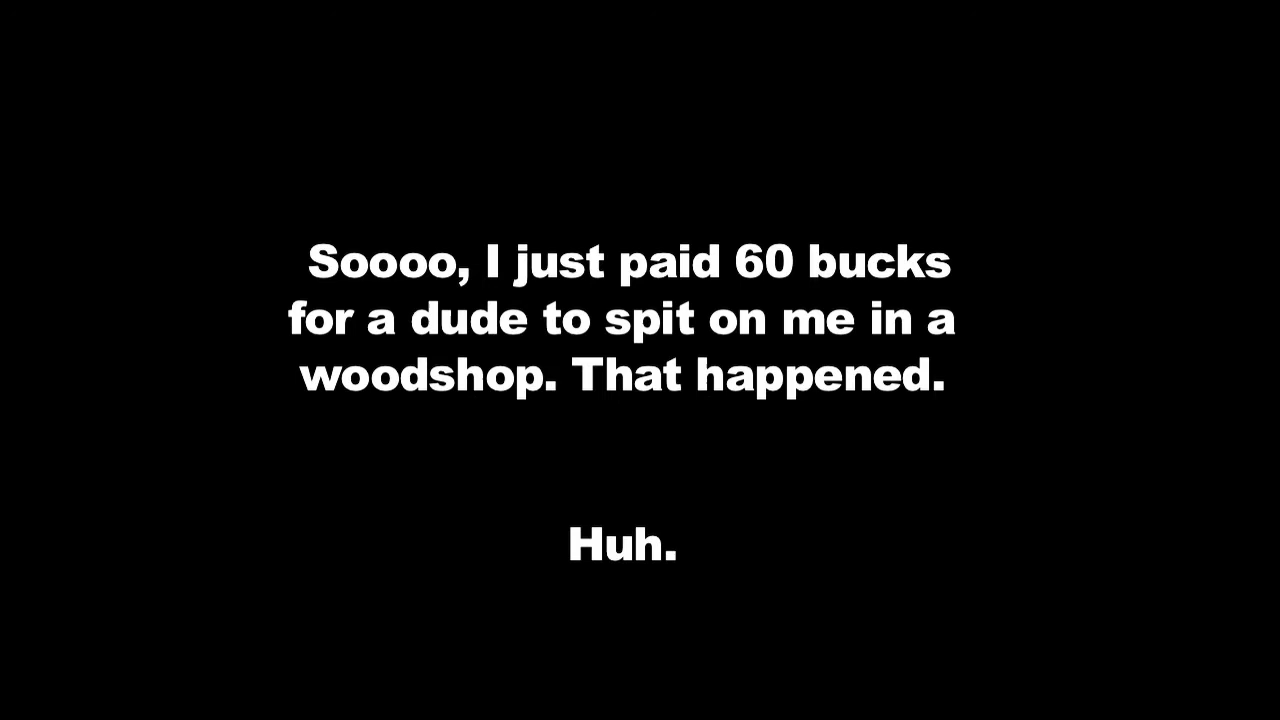 Soooo, I just paid 60 bucks
for a dude to spit on me in a
woodshop. That happened.
Huh.